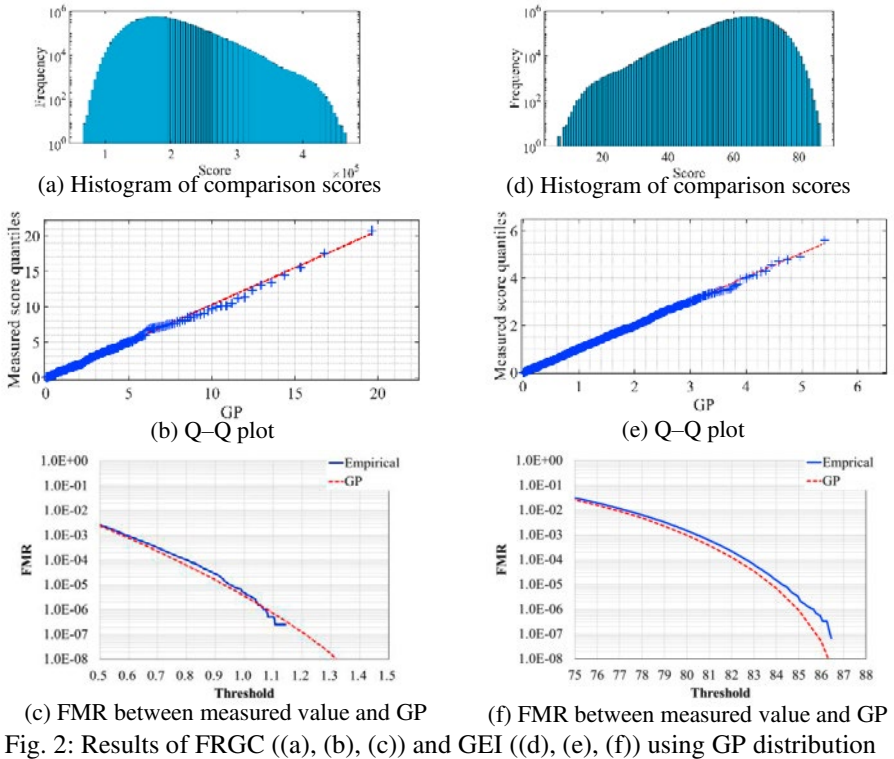 Frequency
10^6
10^4
10^2
10^0
1 2 3 4
Score
×10^5
(a) Histogram of comparison scores
Frequency
10^6
10^4
10^2
10^0
20 40 60 80
Score
(d) Histogram of comparison scores
Measured score quantiles
20
15
10
5
0
0 5 10 15 20
GP
(b) Q–Q plot
Measured score quantiles
6
4
2
0
0 1 2 3 4 5 6
GP
(e) Q–Q plot
FMR
1.0E+00
1.0E-01
1.0E-02
1.0E-03
1.0E-04
1.0E-05
1.0E-06
1.0E-07
1.0E-08
Empirical
GP
0.5 0.6 0.7 0.8 0.9 1.0 1.1 1.2 1.3 1.4 1.5
Threshold
(c) FMR between measured value and GP
FMR
1.0E+00
1.0E-01
1.0E-02
1.0E-03
1.0E-04
1.0E-05
1.0E-06
1.0E-07
1.0E-08
Empirical
GP
75 76 77 78 79 80 81 82 83 84 85 86 87 88
Threshold
(f) FMR between measured value and GP
Fig. 2: Results of FRGC ((a), (b), (c)) and GEI ((d), (e), (f)) using GP distribution